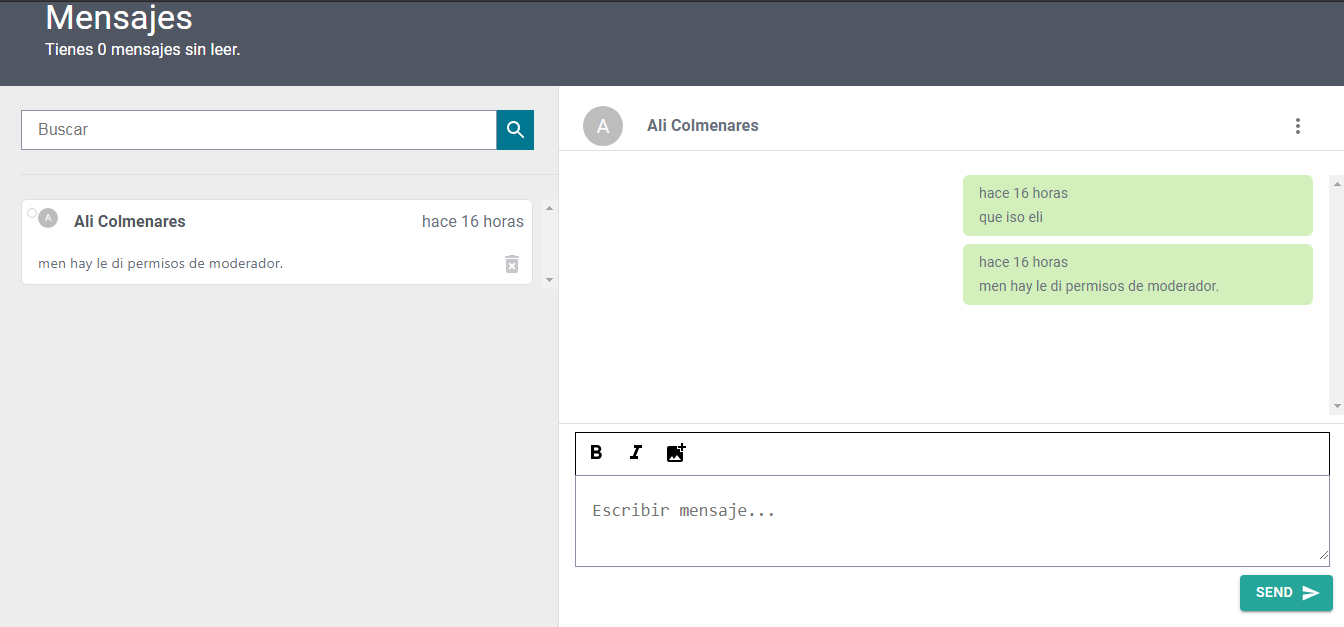 Mensajes
Tienes 0 mensajes sin leer.
Buscar
A
Ali Colmenares
hace 16 horas
men hay le di permisos de moderador.
A
Ali Colmenares
hace 16 horas
que iso eli
hace 16 horas
men hay le di permisos de moderador.
B I
Escribir mensaje...
SEND